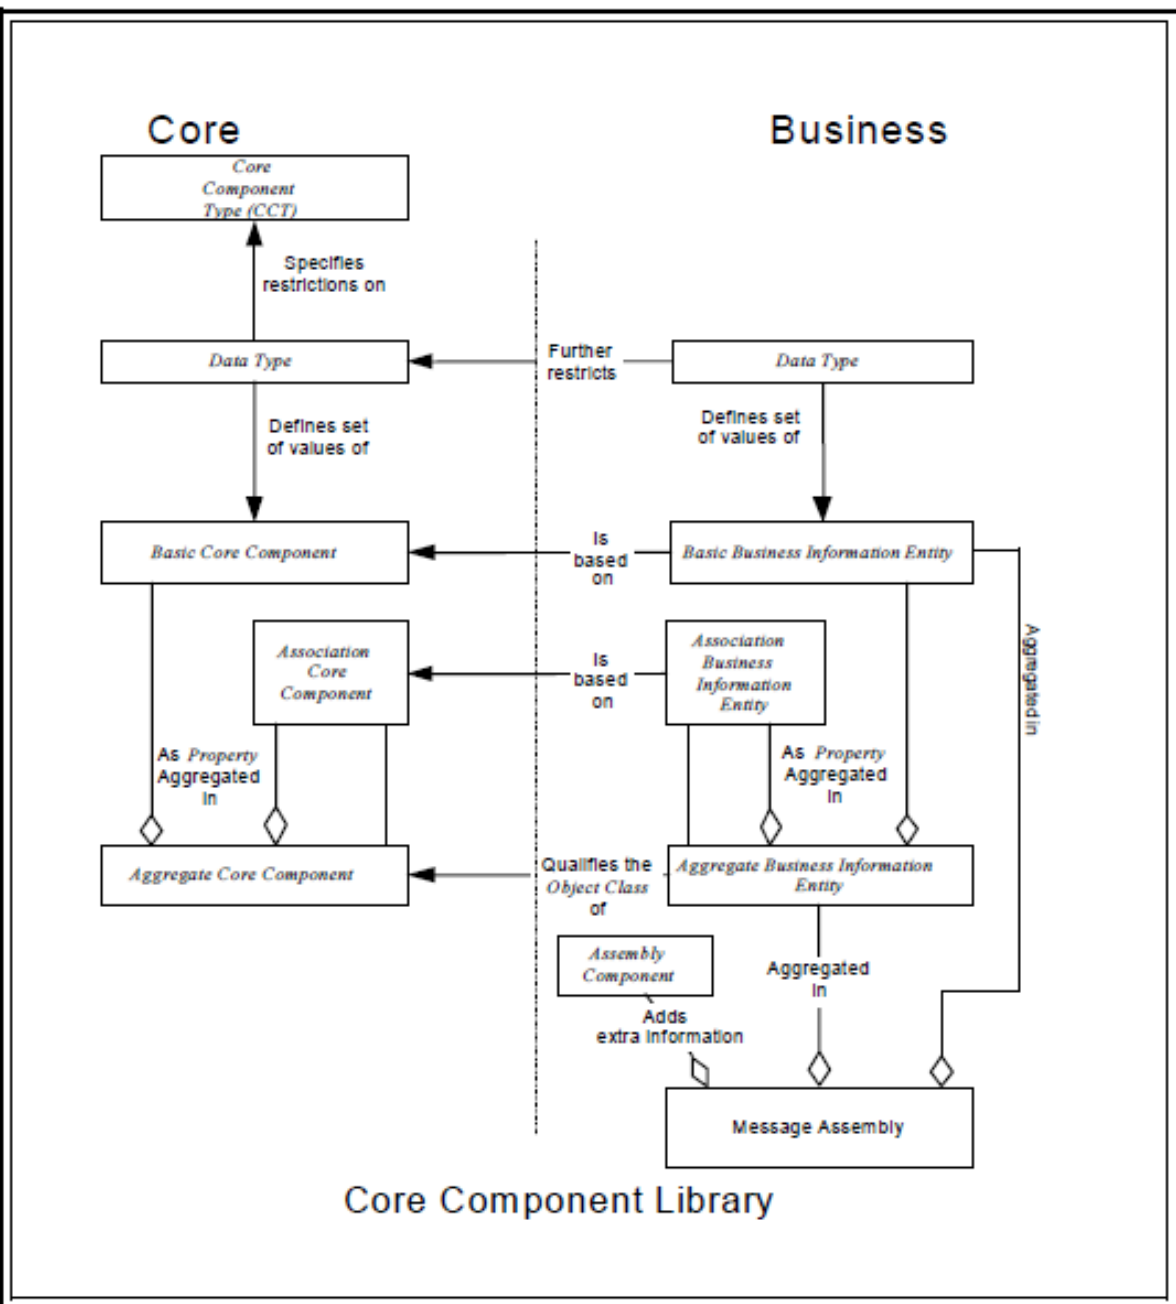 Core
Business
Core
Component
Type (CCT)
Specifies
restrictions on
Data Type
Further
restricts
Data Type
Defines set
of values of
Defines set
of values of
Basic Core Component
Is
based
on
Basic Business Information Entity
Association
Core
Component
Is
based
on
Association
Business
Information
Entity
Aggregated in
As Property
Aggregated
in
As Property
Aggregated
in
Aggregate Core Component
Qualifies the
Object Class
of
Aggregate Business Information
Entity
Assembly
Component
Aggregated
in
Adds
extra information
Message Assembly
Core Component Library